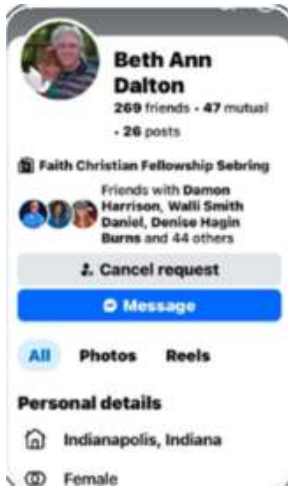 Beth Ann
Dalton
269 friends • 47 mutual
• 26 posts
Faith Christian Fellowship Sebring
Friends with Damon
Harrison, Walli Smith
Daniel, Denise Hagin
Burns and 44 others
Cancel request
Message
All Photos Reels
Personal details
Indianapolis, Indiana
Female